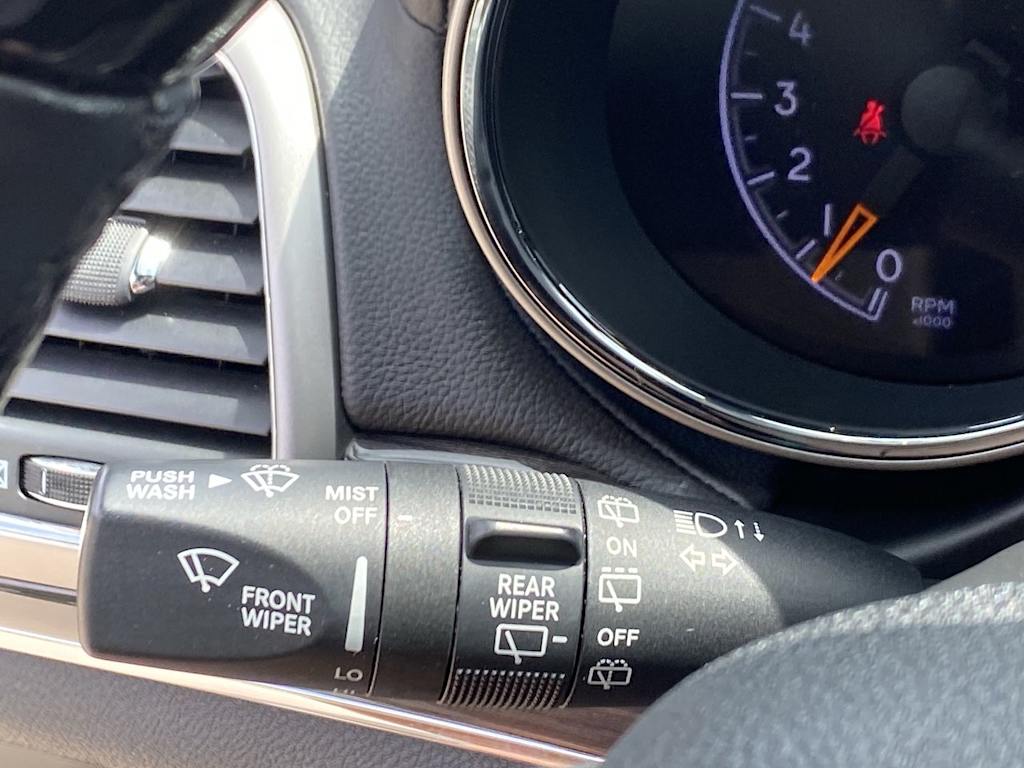 4
3
2
1
0
RPM
x1000
PUSH
WASH
MIST
OFF
FRONT
WIPER
LO
REAR
WIPER
ON
OFF